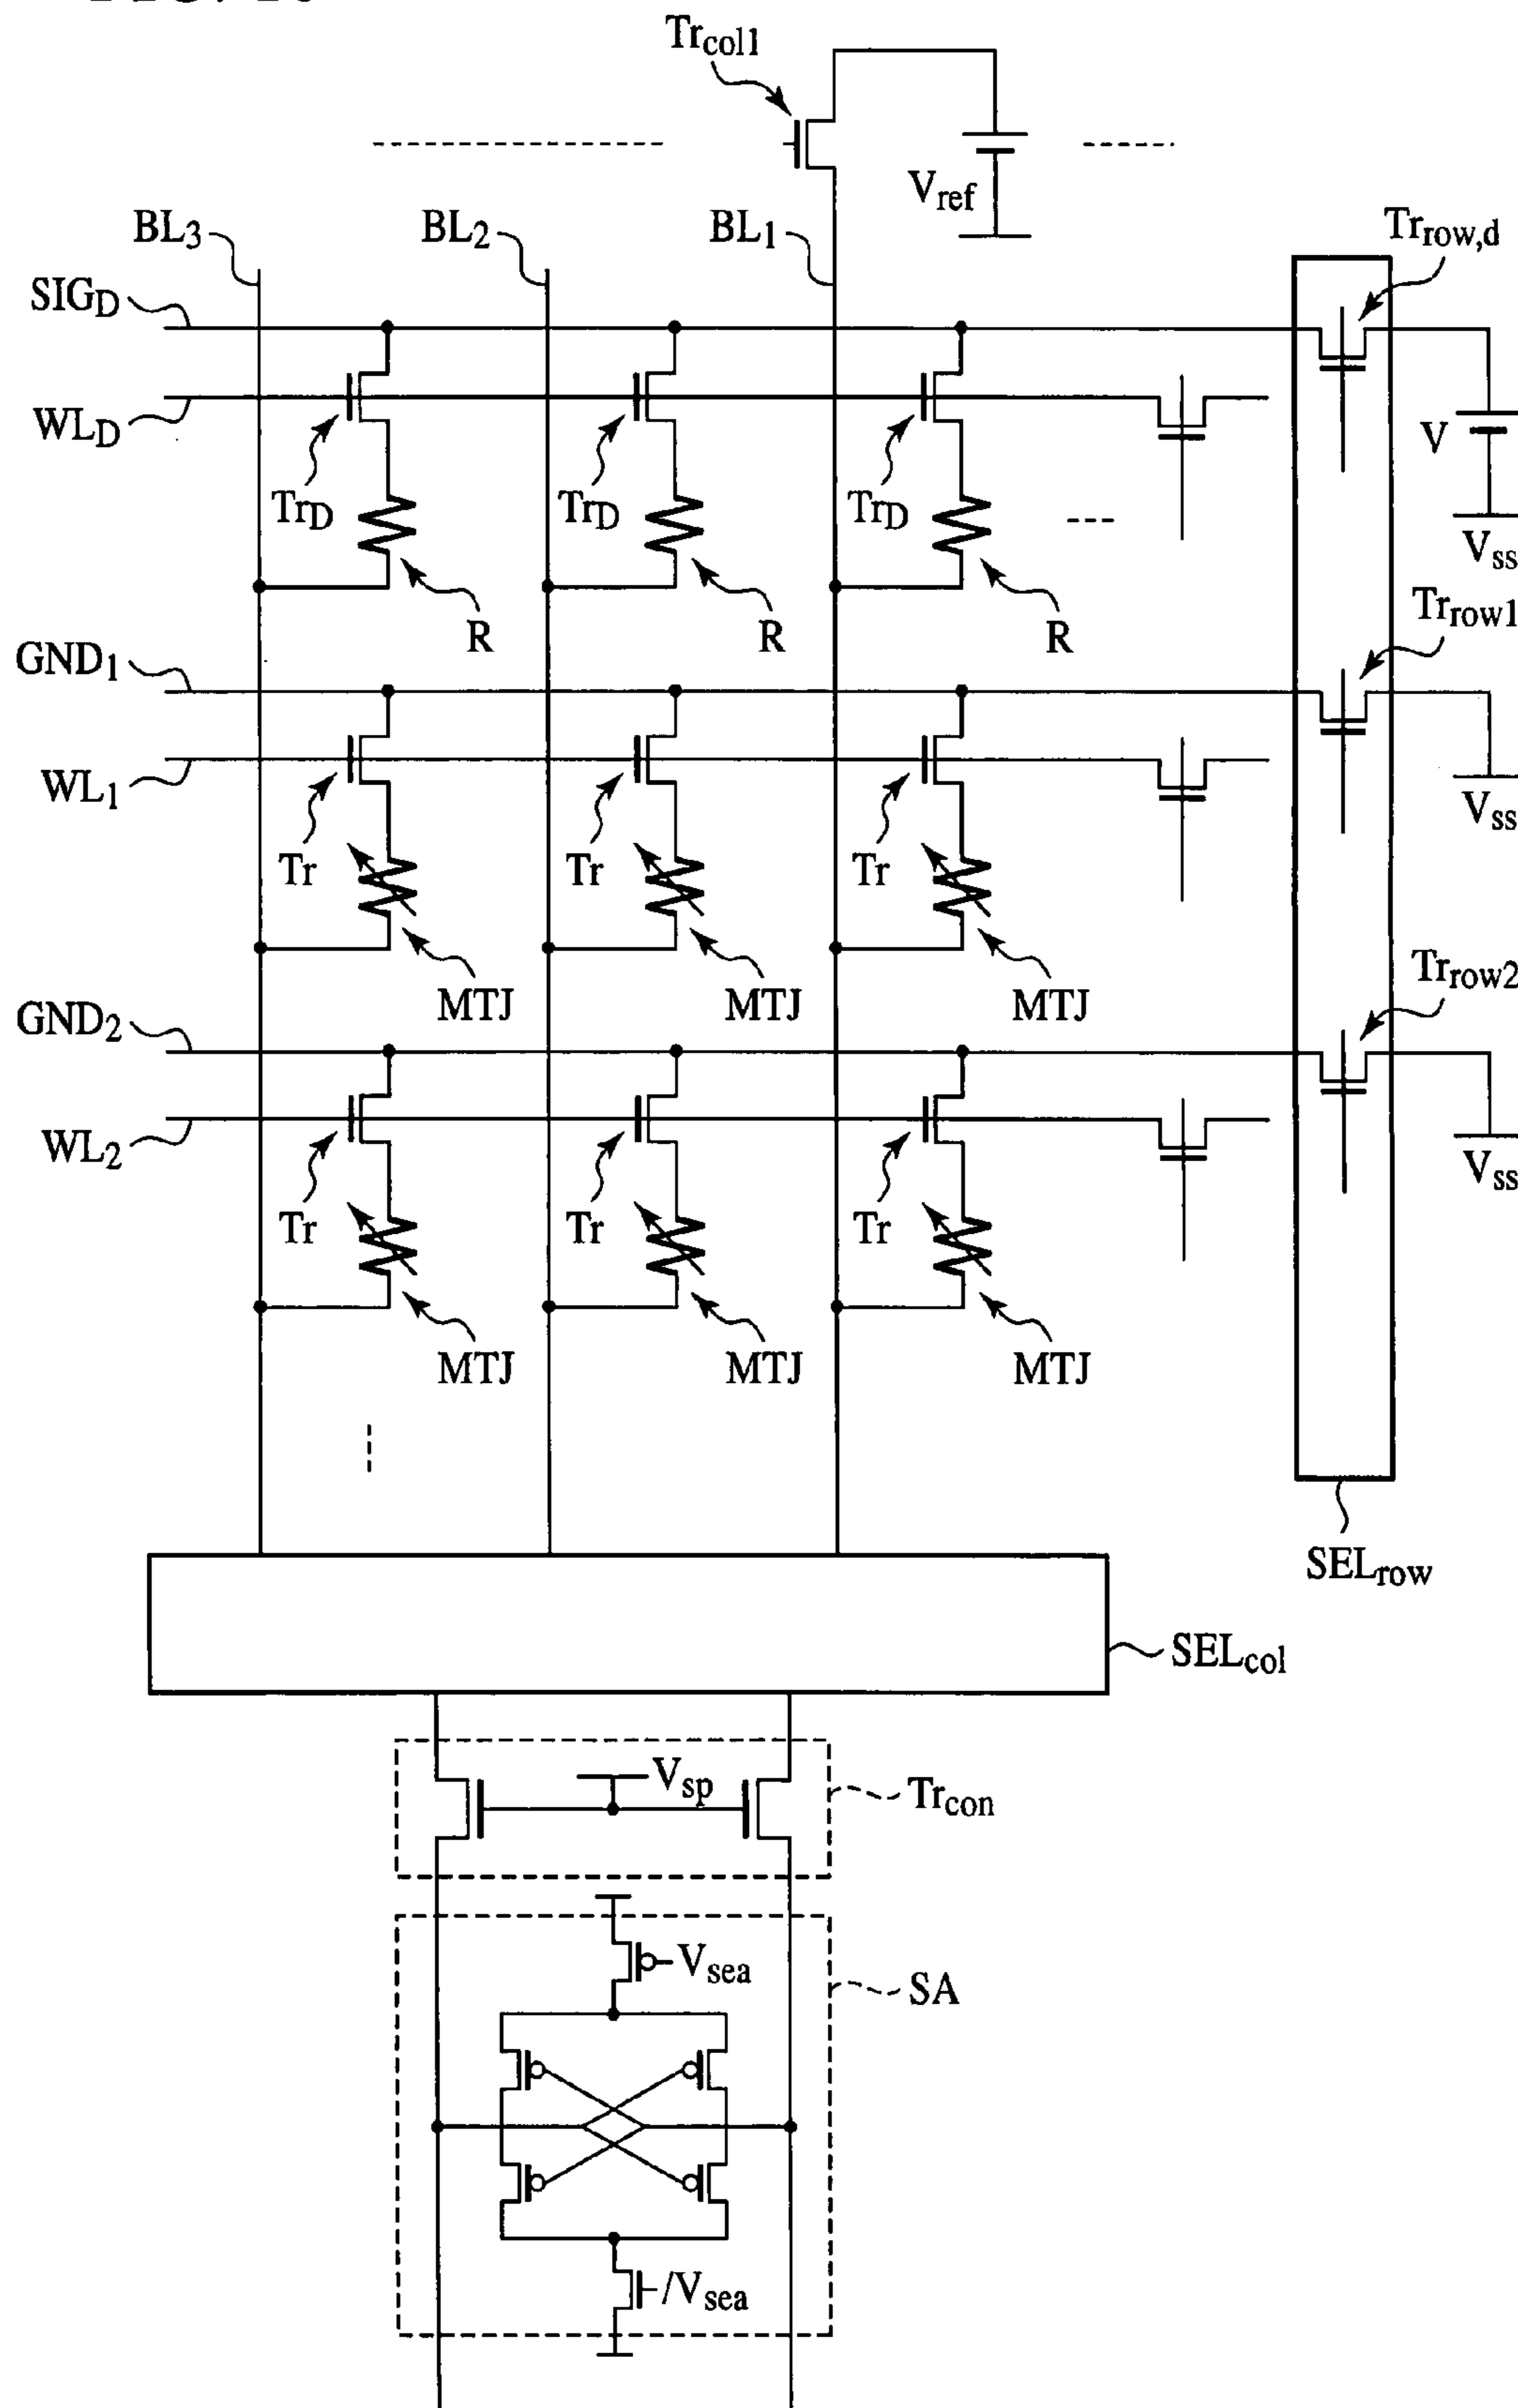 Tr_col1
V_ref
BL_3
BL_2
BL_1
Tr_row,d
SIG_D
WL_D
Tr_D
Tr_D
Tr_D
V
V_ss
R
R
R
Tr_row1
GND_1
WL_1
V_ss
Tr
Tr
Tr
MTJ
MTJ
MTJ
Tr_row2
GND_2
WL_2
V_ss
Tr
Tr
Tr
MTJ
MTJ
MTJ
SEL_row
SEL_col
V_sp
Tr_con
V_sea
SA
/V_sea